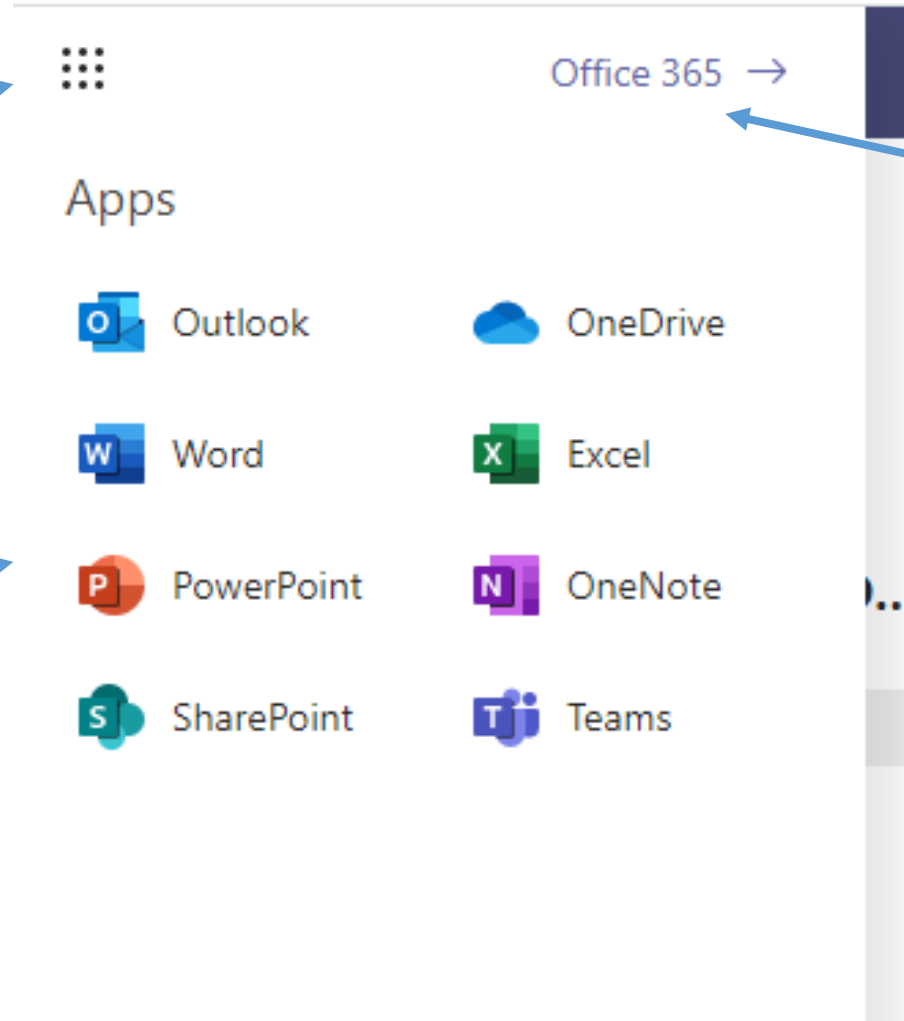 Office 365 →
Apps
Outlook OneDrive
Word Excel
PowerPoint OneNote
SharePoint Teams